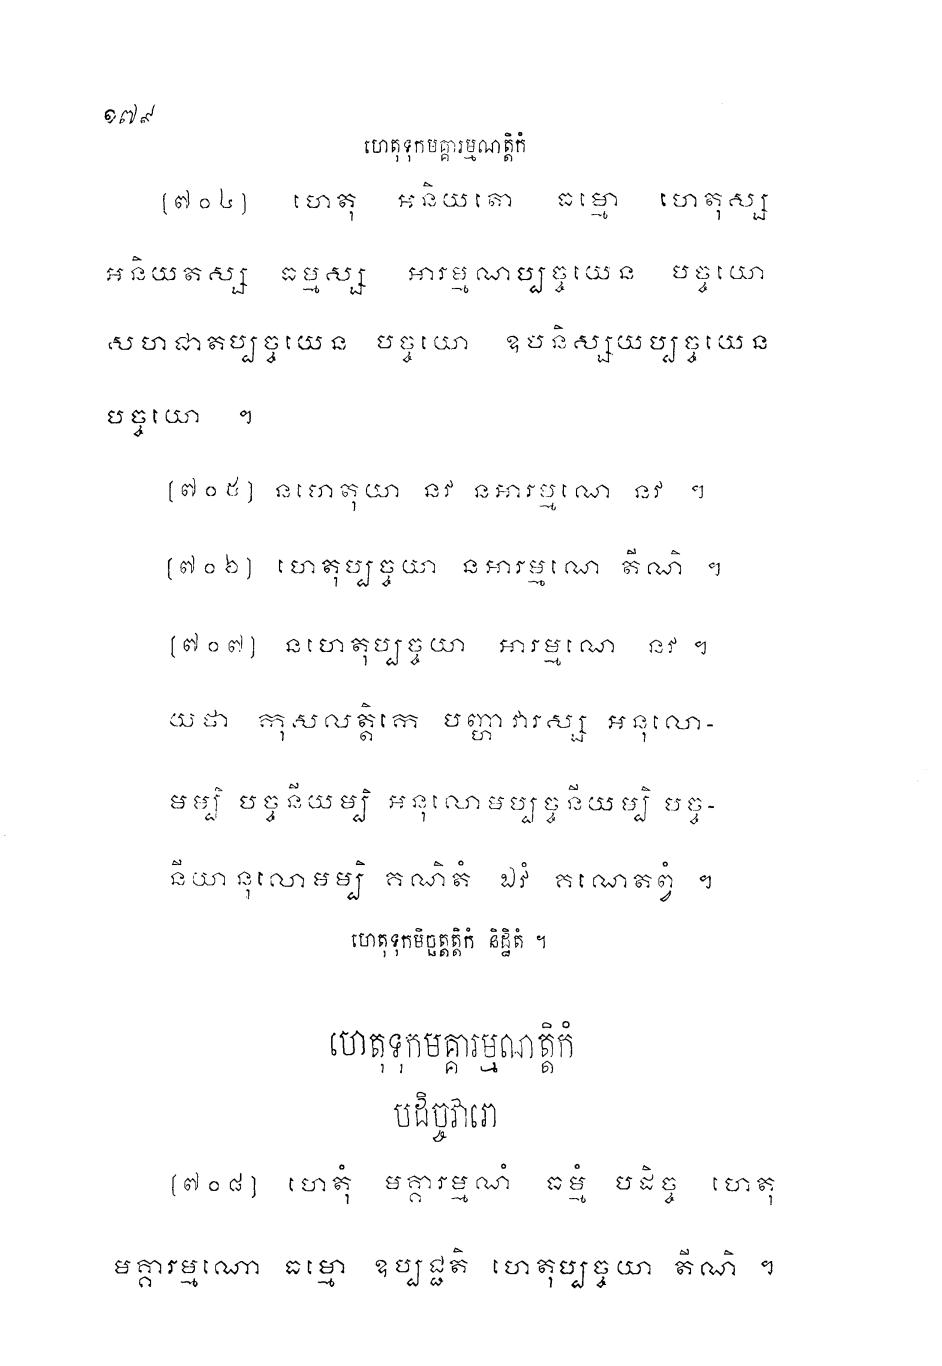 ១៧៩
ហេតុទុកមគ្គារម្មណត្តិកំ
[៧០៤] ហេតុ អនិយតោ ធម្មោ ហេតុស្ស
អនិយតស្ស ធម្មស្ស អារម្មណប្បច្ចយេន បច្ចយោ
សហជាតប្បច្ចយេន បច្ចយោ ឧបនិស្សយប្បច្ចយេន
បច្ចយោ ។
[៧០៥] នហេតុយា នវ នអារម្មណេ នវ ។
[៧០៦] ហេតុប្បច្ចយា នអារម្មណេ តីណិ ។
[៧០៧] នហេតុប្បច្ចយា អារម្មណេ នវ ។
យថា កុសលត្តិកេ បញ្ហាវារស្ស អនុលោ-
មម្បិ បច្ចនីយម្បិ អនុលោមប្បច្ចនីយម្បិ បច្ច-
នីយានុលោមម្បិ គណិតំ ឯវំ គណេតព្វំ ។
ហេតុទុកមិច្ឆត្តត្តិកំ និដ្ឋិតំ ។
ហេតុទុកមគ្គារម្មណត្តិកំ
បដិច្ចវារោ
[៧០៨] ហេតុំ មគ្គារម្មណំ ធម្មំ បដិច្ច ហេតុ
មគ្គារម្មណោ ធម្មោ ឧប្បជ្ជតិ ហេតុប្បច្ចយា តីណិ ។